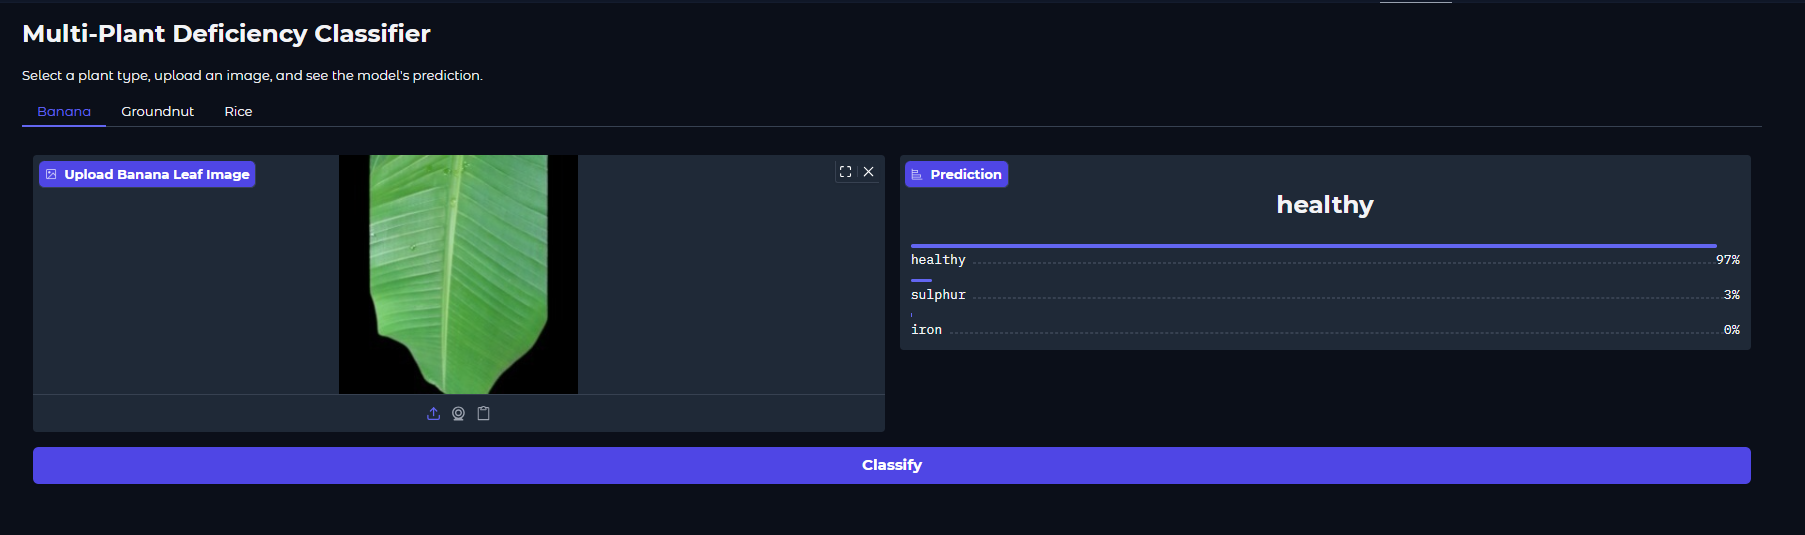 Multi-Plant Deficiency Classifier
Select a plant type, upload an image, and see the model's prediction.
Banana Groundnut Rice
Upload Banana Leaf Image
Prediction
healthy
healthy 97%
sulphur 3%
iron 0%
Classify